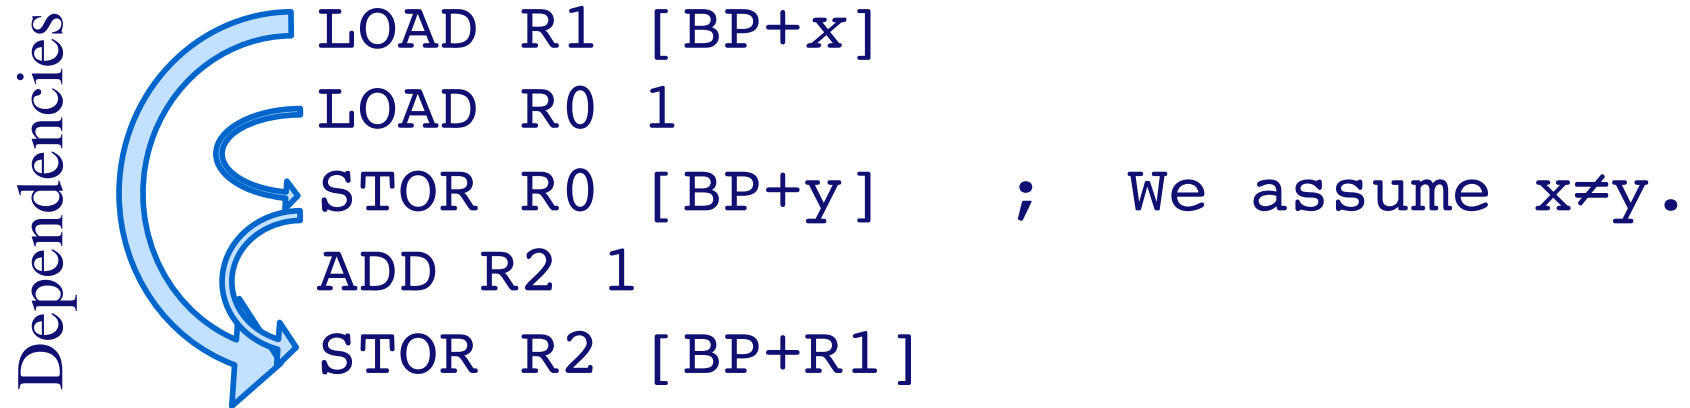 Dependencies
LOAD R1 [BP+x]
LOAD R0 1
STOR R0 [BP+y] ; We assume x≠y.
ADD R2 1
STOR R2 [BP+R1]